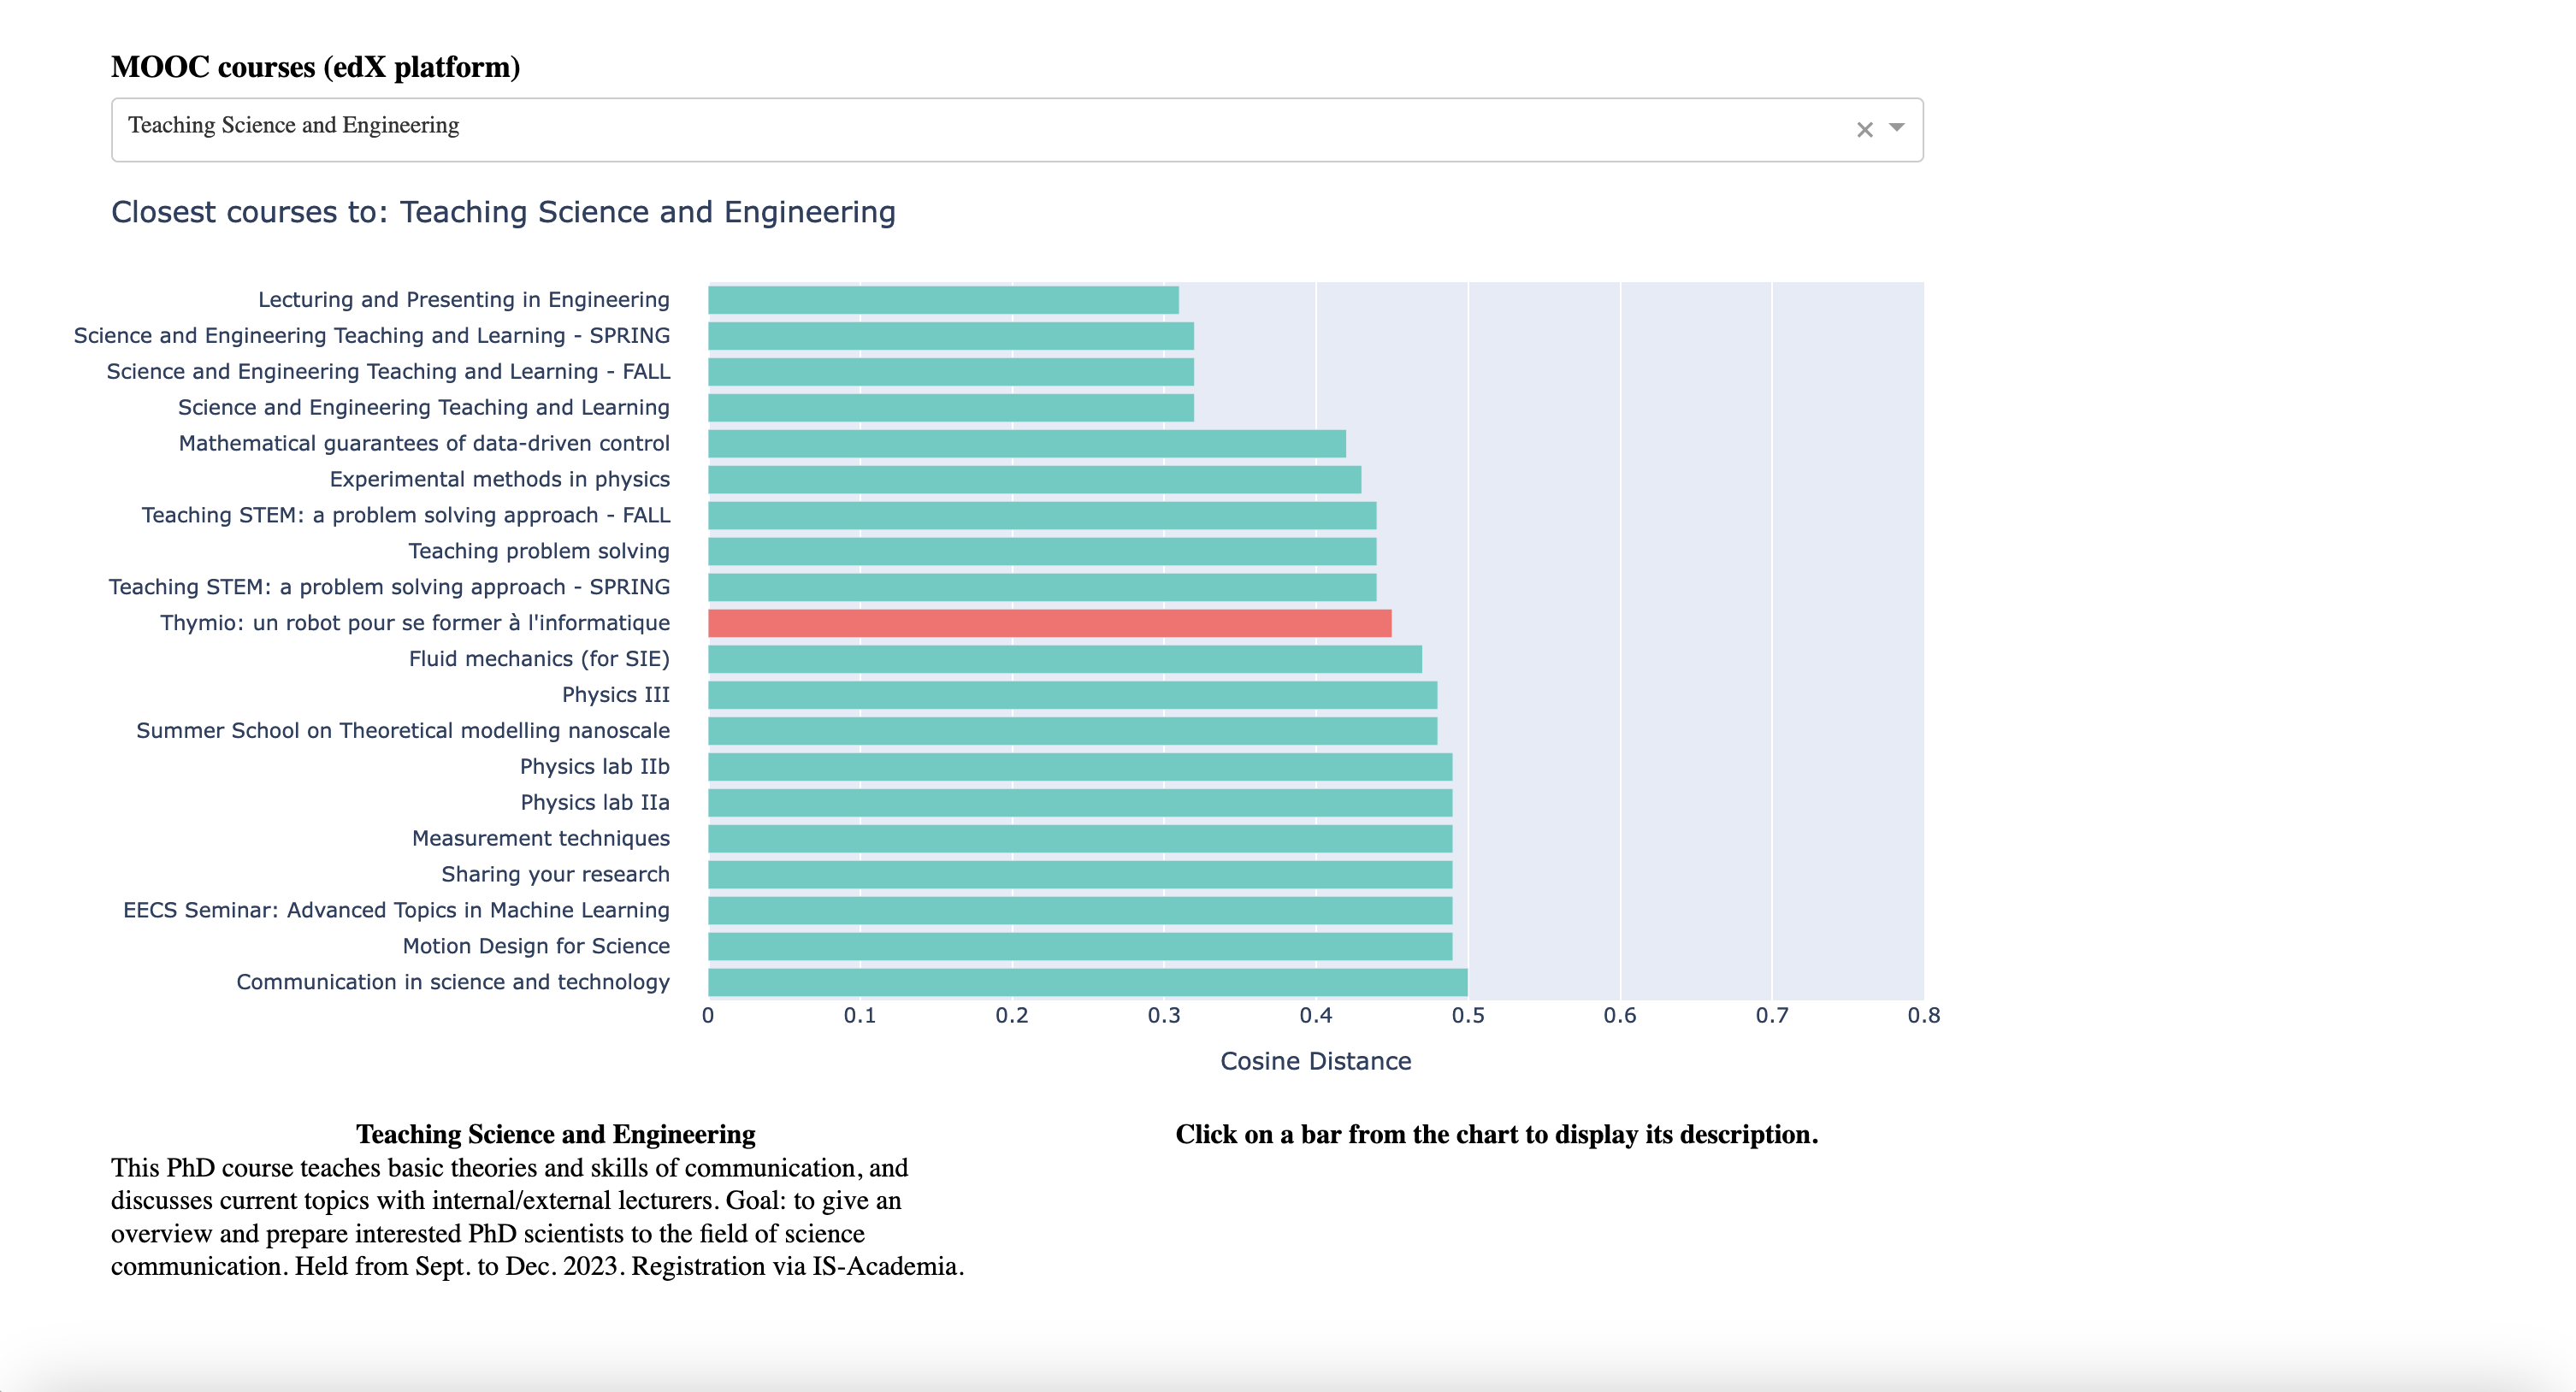 MOOC courses (edX platform)
Teaching Science and Engineering
Closest courses to: Teaching Science and Engineering
Lecturing and Presenting in Engineering
Science and Engineering Teaching and Learning - SPRING
Science and Engineering Teaching and Learning - FALL
Science and Engineering Teaching and Learning
Mathematical guarantees of data-driven control
Experimental methods in physics
Teaching STEM: a problem solving approach - FALL
Teaching problem solving
Teaching STEM: a problem solving approach - SPRING
Thymio: un robot pour se former à l'informatique
Fluid mechanics (for SIE)
Physics III
Summer School on Theoretical modelling nanoscale
Physics lab IIb
Physics lab IIa
Measurement techniques
Sharing your research
EECS Seminar: Advanced Topics in Machine Learning
Motion Design for Science
Communication in science and technology
0 0.1 0.2 0.3 0.4 0.5 0.6 0.7 0.8
Cosine Distance
Teaching Science and Engineering
This PhD course teaches basic theories and skills of communication, and
discusses current topics with internal/external lecturers. Goal: to give an
overview and prepare interested PhD scientists to the field of science
communication. Held from Sept. to Dec. 2023. Registration via IS-Academia.
Click on a bar from the chart to display its description.